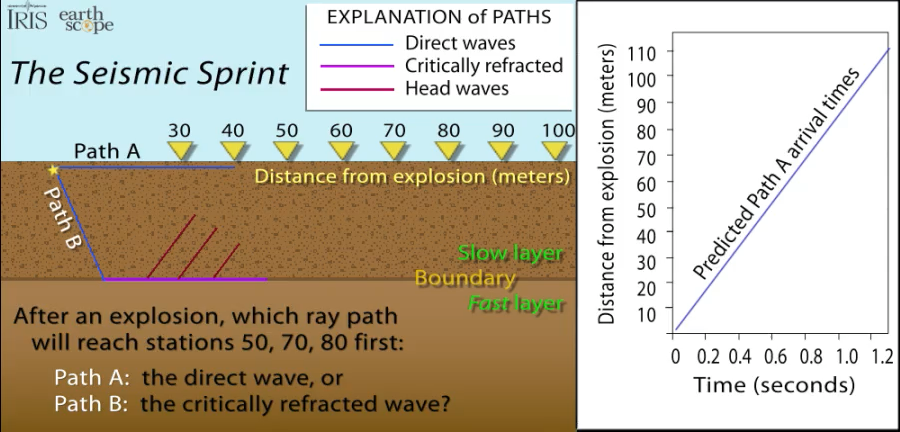 IRIS
earth
scope
The Seismic Sprint
EXPLANATION of PATHS
Direct waves
Critically refracted
Head waves
30 40 50 60 70 80 90 100
Path A
Distance from explosion (meters)
Path B
Slow layer
Boundary
Fast layer
After an explosion, which ray path
will reach stations 50, 70, 80 first:
Path A: the direct wave, or
Path B: the critically refracted wave?
Distance from explosion (meters)
110
100
90
80
70
60
50
40
30
20
10
Predicted Path A arrival times
0 0.2 0.4 0.6 0.8 1.0 1.2
Time (seconds)